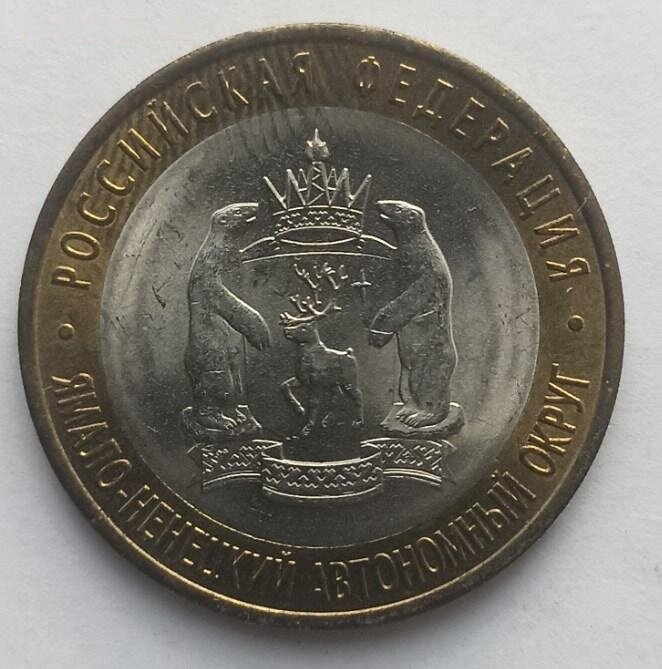 РОССИЙСКАЯ ФЕДЕРАЦИЯ
ЯМАЛО-НЕНЕЦКИЙ АВТОНОМНЫЙ ОКРУГ